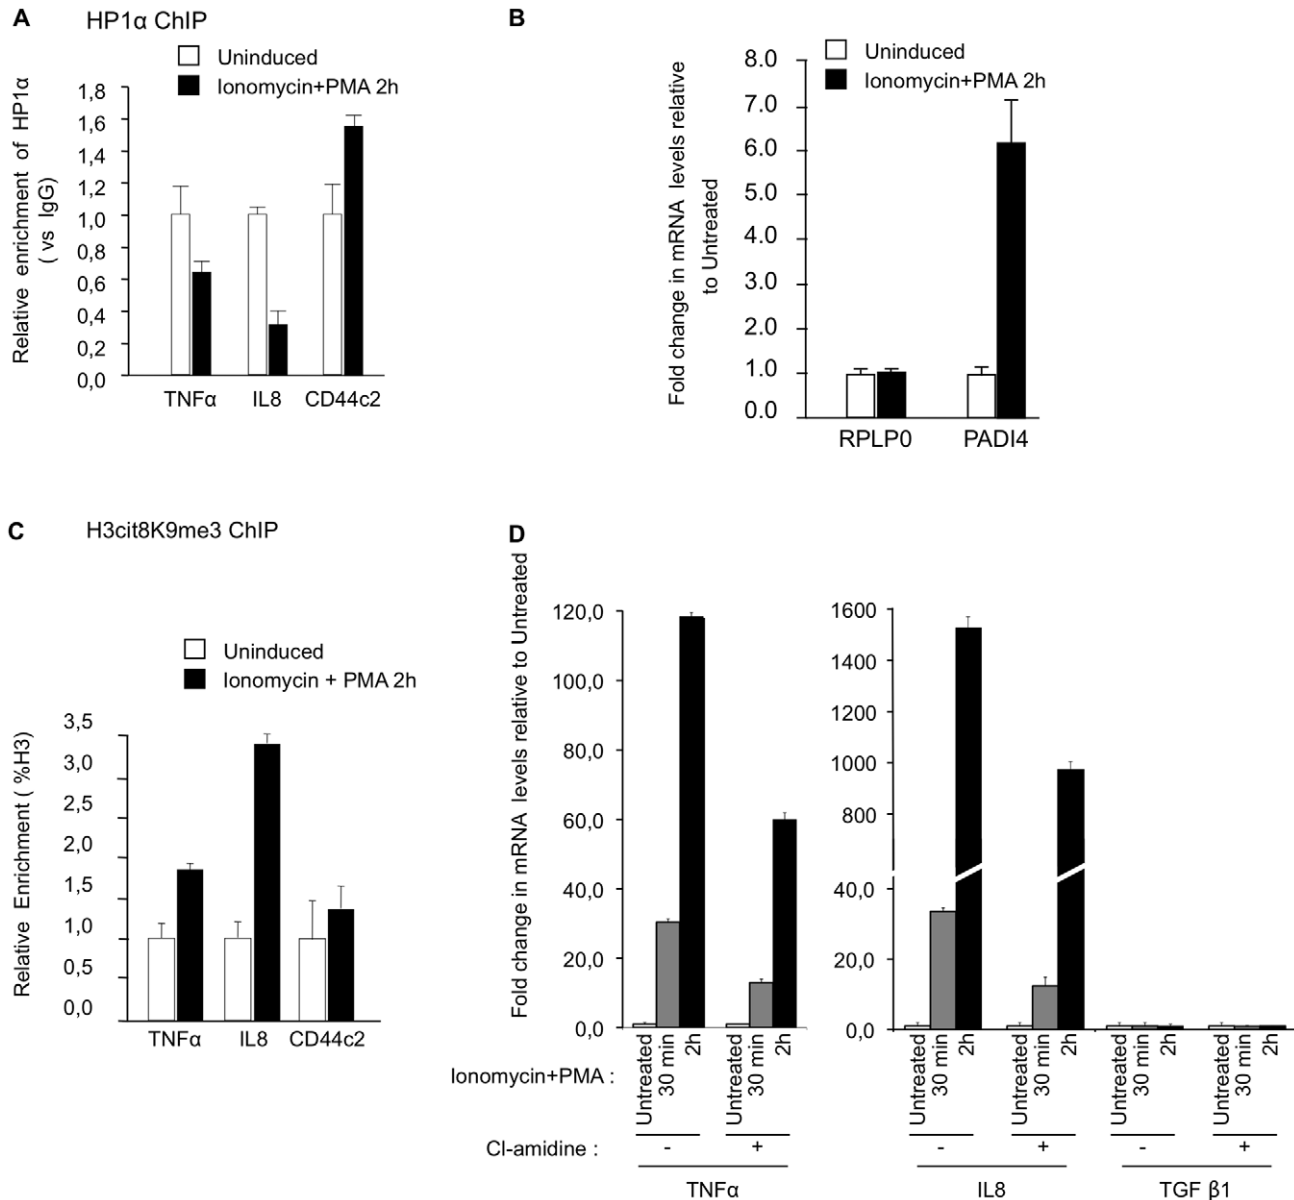 A
HP1α ChIP
Uninduced
Ionomycin+PMA 2h
Relative enrichment of HP1α
( vs IgG)
1,8
1,6
1,4
1,2
1,0
0,8
0,6
0,4
0,2
0,0
TNFα IL8 CD44c2
B
Uninduced
Ionomycin+PMA 2h
Fold change in mRNA levels relative
to Untreated
8.0
7.0
6.0
5.0
4.0
3.0
2.0
1.0
0.0
RPLP0 PADI4
C
H3cit8K9me3 ChIP
Uninduced
Ionomycin + PMA 2h
Relative Enrichment ( %H3)
3,5
3,0
2,5
2,0
1,5
1,0
0,5
0,0
TNFα IL8 CD44c2
D
Fold change in mRNA levels relative to Untreated
120,0
100,0
80,0
60,0
40,0
20,0
0,0
1600
1400
1200
1000
800
40,0
20,0
0,0
Ionomycin+PMA :
Untreated
30 min
2h
Untreated
30 min
2h
Untreated
30 min
2h
Untreated
30 min
2h
Untreated
30 min
2h
Untreated
30 min
2h
Cl-amidine : - + - + - +
TNFα IL8 TGF β1